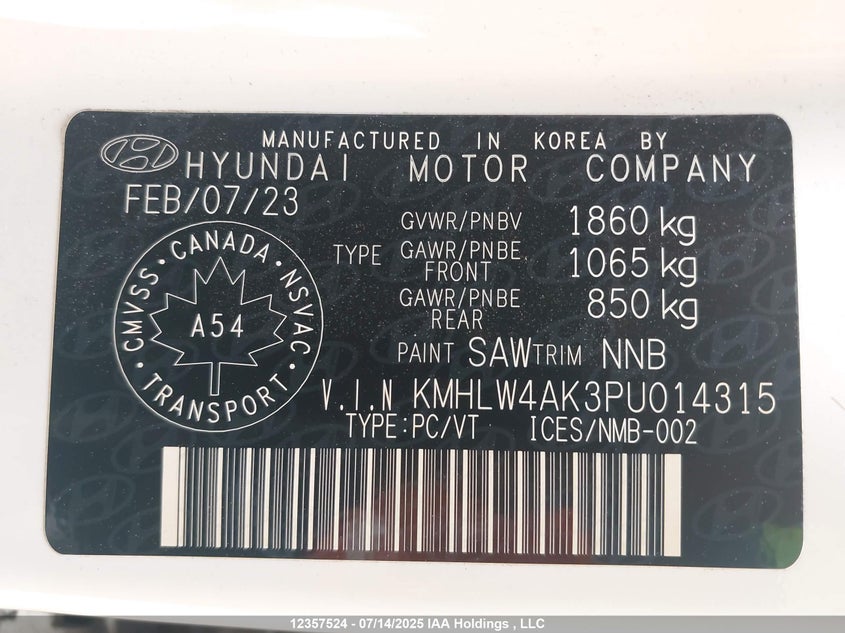 MANUFACTURED IN KOREA BY
HYUNDAI MOTOR COMPANY
FEB/07/23
GVWR/PNBV 1860 kg
TYPE GAWR/PNBE FRONT 1065 kg
GAWR/PNBE REAR 850 kg
CANADA
CMVSS NSVAC
A54
TRANSPORT
PAINT SAW TRIM NNB
V.I.N KMHLW4AK3PU014315
TYPE:PC/VT ICES/NMB-002
12357524 - 07/14/2025 IAA Holdings , LLC